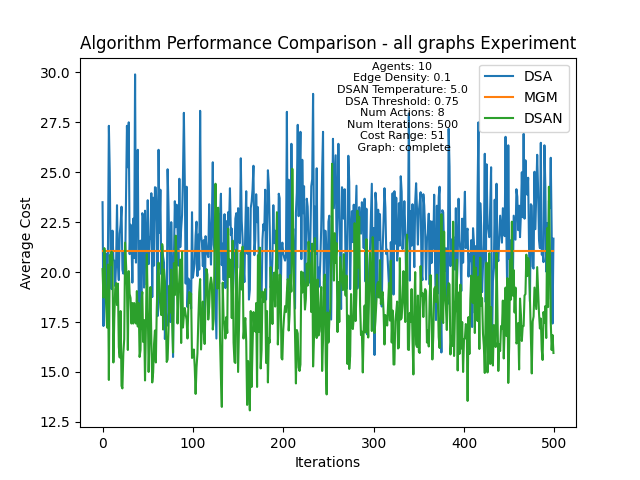 Algorithm Performance Comparison - all graphs Experiment
Agents: 10
Edge Density: 0.1
DSAN Temperature: 5.0
DSA Threshold: 0.75
Num Actions: 8
Num Iterations: 500
Cost Range: 51
Graph: complete
DSA
MGM
DSAN
Average Cost
30.0
27.5
25.0
22.5
20.0
17.5
15.0
12.5
0
100
200
300
400
500
Iterations